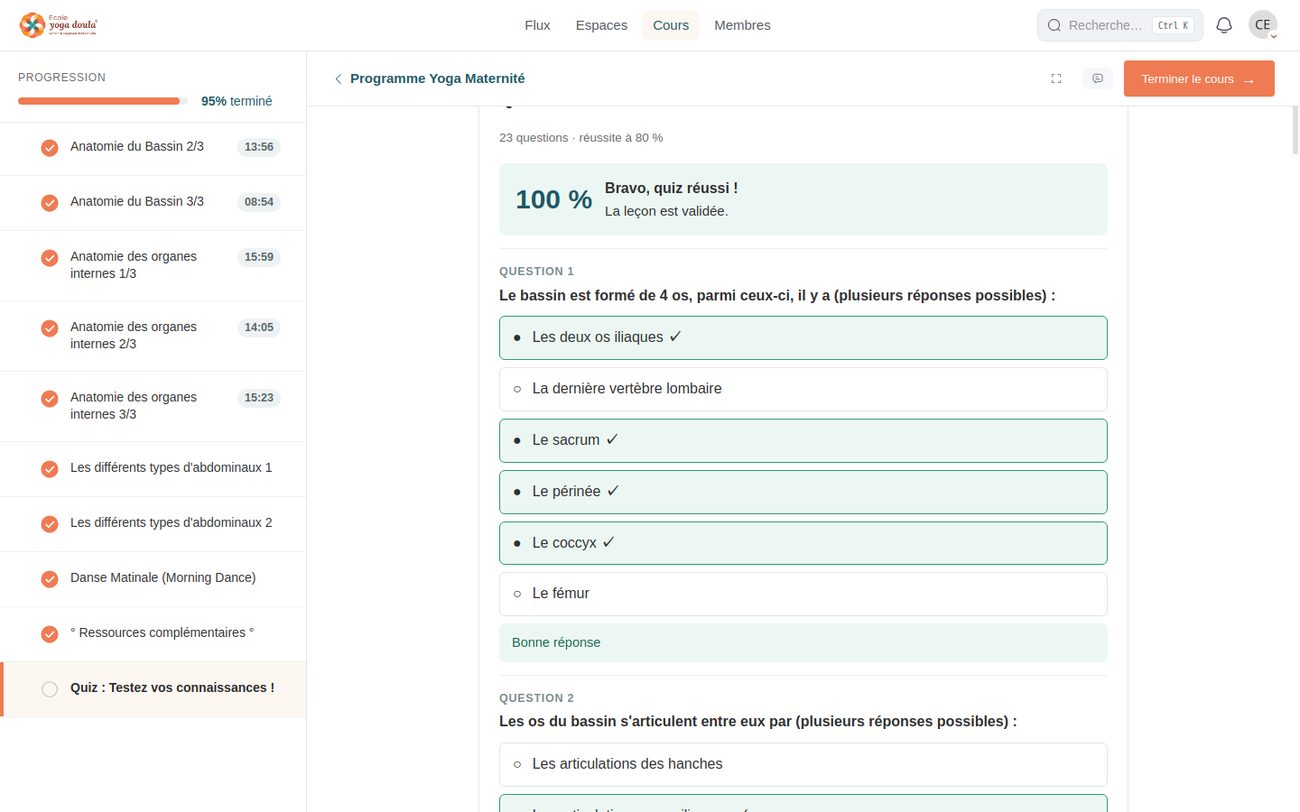 Ecole
yoga doula
Flux
Espaces
Cours
Membres
Recherche…
Ctrl K
CE
PROGRESSION
95% terminé
Programme Yoga Maternité
Terminer le cours →
Anatomie du Bassin 2/3
13:56
Anatomie du Bassin 3/3
08:54
Anatomie des organes
internes 1/3
15:59
Anatomie des organes
internes 2/3
14:05
Anatomie des organes
internes 3/3
15:23
Les différents types d'abdominaux 1
Les différents types d'abdominaux 2
Danse Matinale (Morning Dance)
° Ressources complémentaires °
Quiz : Testez vos connaissances !
23 questions · réussite à 80 %
100 %
Bravo, quiz réussi !
La leçon est validée.
QUESTION 1
Le bassin est formé de 4 os, parmi ceux-ci, il y a (plusieurs réponses possibles) :
● Les deux os iliaques ✓
○ La dernière vertèbre lombaire
● Le sacrum ✓
● Le périnée ✓
● Le coccyx ✓
○ Le fémur
Bonne réponse
QUESTION 2
Les os du bassin s'articulent entre eux par (plusieurs réponses possibles) :
○ Les articulations des hanches